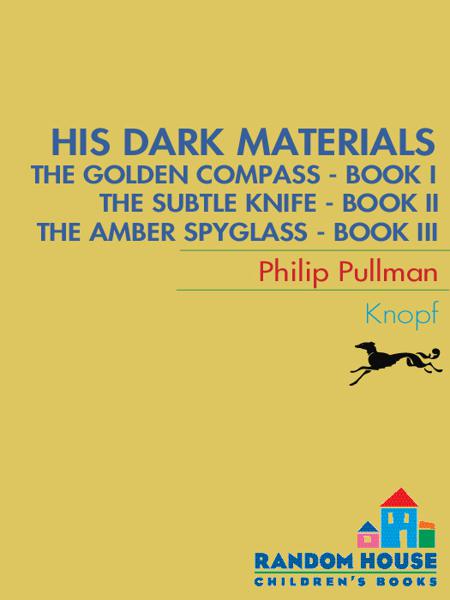 HIS DARK MATERIALS
THE GOLDEN COMPASS - BOOK I
THE SUBTLE KNIFE - BOOK II
THE AMBER SPYGLASS - BOOK III
Philip Pullman
Knopf
RANDOM HOUSE
CHILDREN'S BOOKS